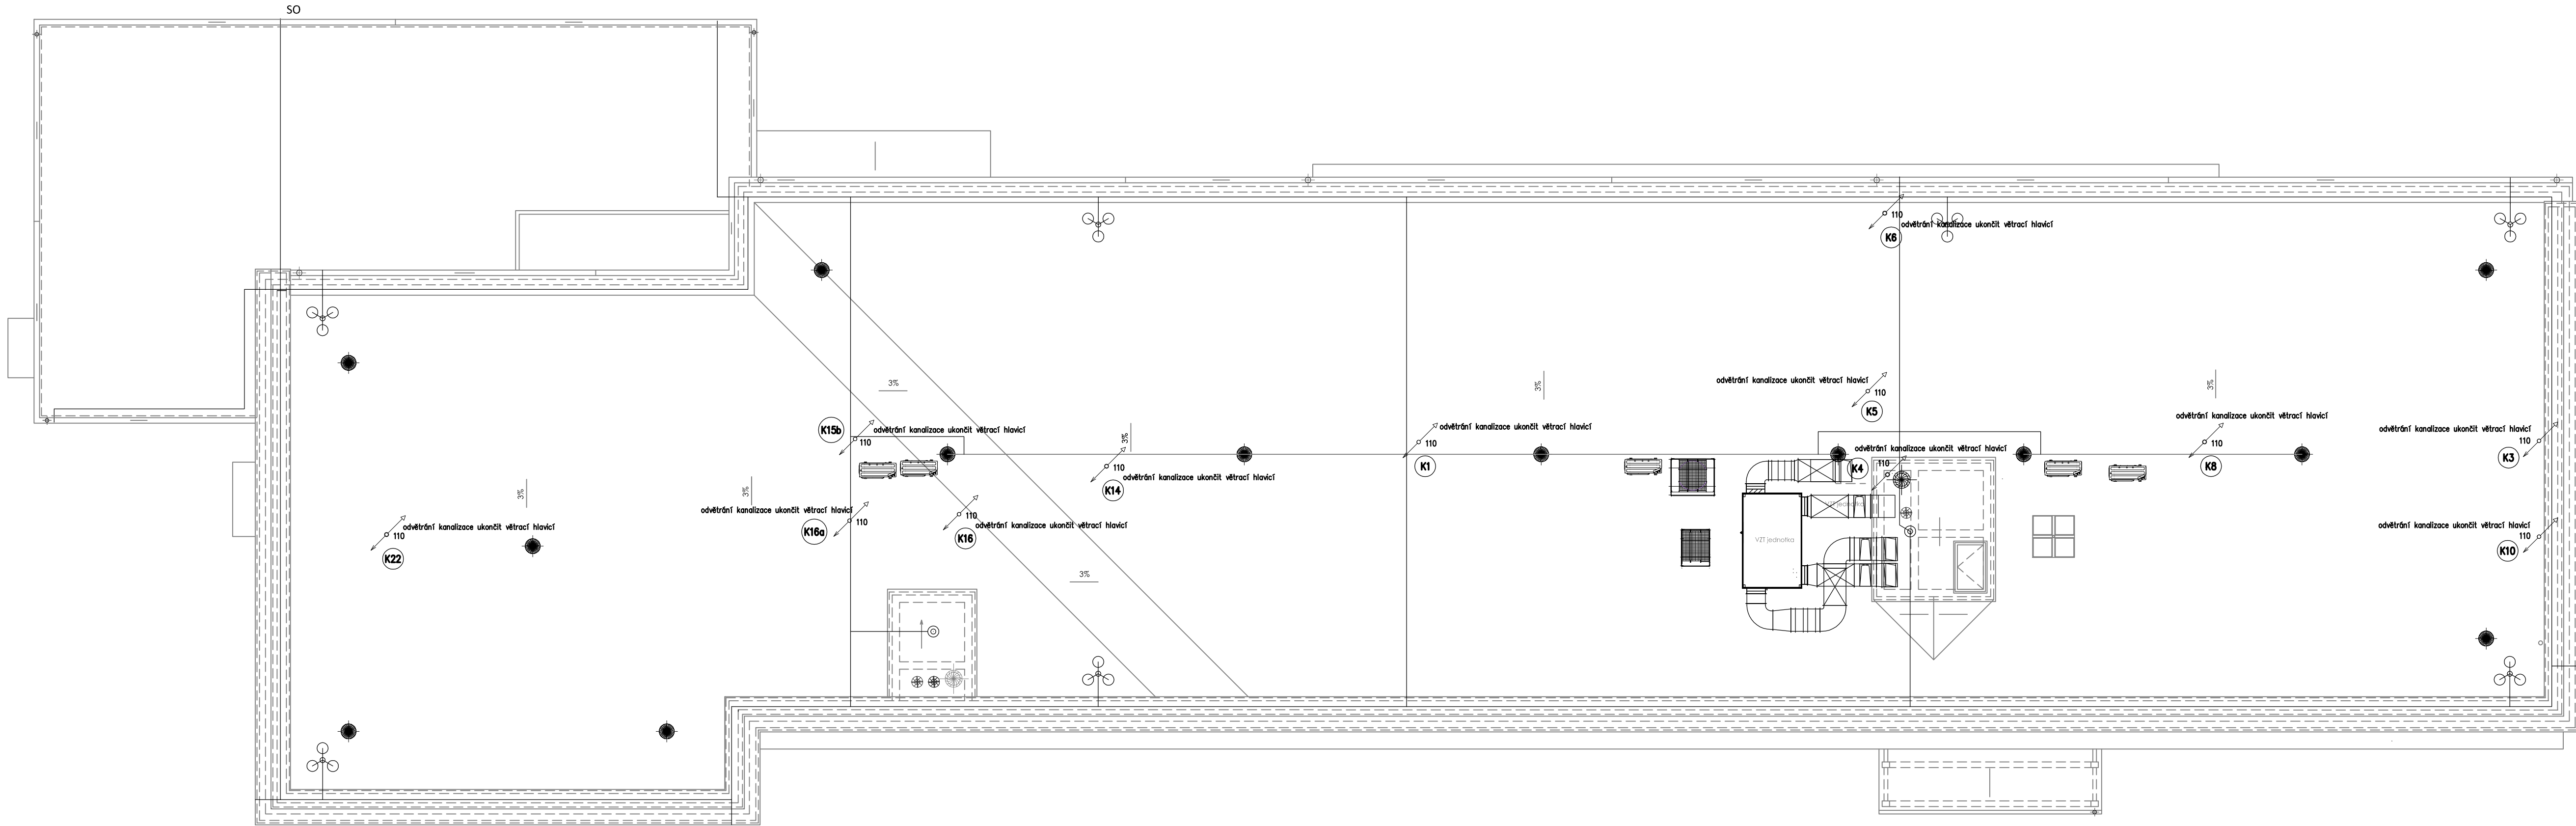 SO
110
odvětrání kanalizace ukončit větrací hlavicí
K6
3%
3%
3%
odvětrání kanalizace ukončit větrací hlavicí
110
K5
odvětrání kanalizace ukončit větrací hlavicí
110
K8
odvětrání kanalizace ukončit větrací hlavicí
110
K3
K15b
odvětrání kanalizace ukončit větrací hlavicí
110
3%
odvětrání kanalizace ukončit větrací hlavicí
110
K1
odvětrání kanalizace ukončit větrací hlavicí
110
K4
110
odvětrání kanalizace ukončit větrací hlavicí
K14
3%
3%
odvětrání kanalizace ukončit větrací hlavicí
110
K16a
110
odvětrání kanalizace ukončit větrací hlavicí
K16
odvětrání kanalizace ukončit větrací hlavicí
110
K22
VZT jednotka
VZT jednotka
odvětrání kanalizace ukončit větrací hlavicí
110
K10
3%